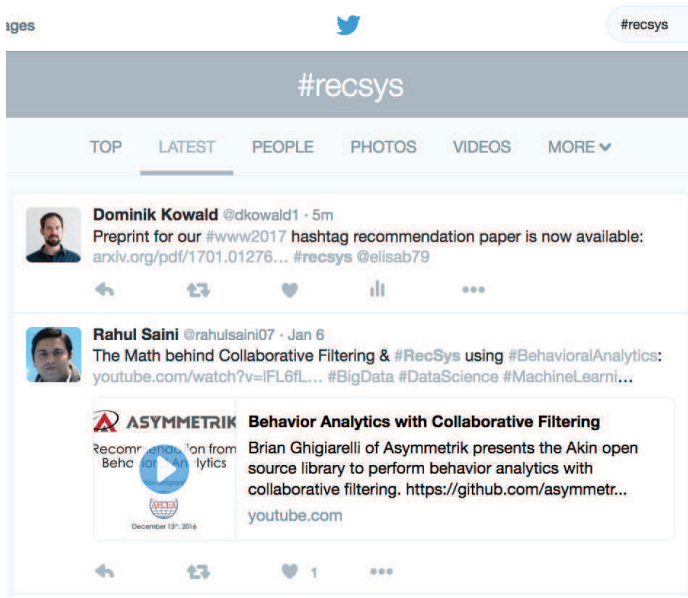 ages
#recsys
#recsys
TOP LATEST PEOPLE PHOTOS VIDEOS MORE
Dominik Kowald @dkowald1 · 5m
Preprint for our #www2017 hashtag recommendation paper is now available:
arxiv.org/pdf/1701.01276... #recsys @elisab79
Rahul Saini @rahulsaini07 · Jan 6
The Math behind Collaborative Filtering & #RecSys using #BehavioralAnalytics:
youtube.com/watch?v=lFL6fL... #BigData #DataScience #MachineLearni...
ASYMMETRIK
Recommendation from
Behavioral Analytics
December 13th, 2016
Behavior Analytics with Collaborative Filtering
Brian Ghigiarelli of Asymmetrik presents the Akin open
source library to perform behavior analytics with
collaborative filtering. https://github.com/asymmetr...
youtube.com
1